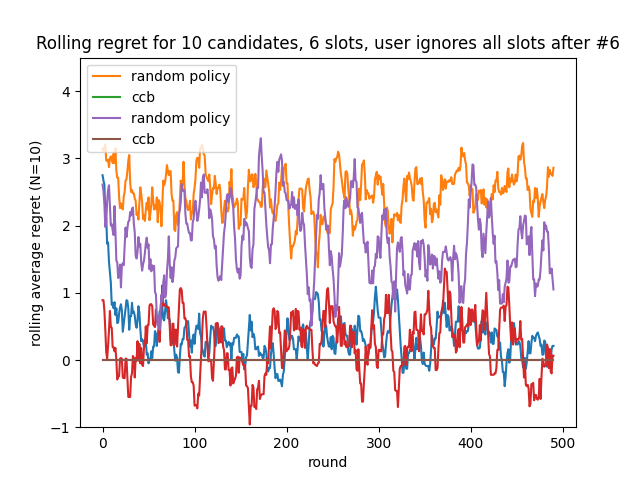 Rolling regret for 10 candidates, 6 slots, user ignores all slots after #6
random policy
ccb
random policy
ccb
rolling average regret (N=10)
4
3
2
1
0
−1
0
100
200
300
400
500
round